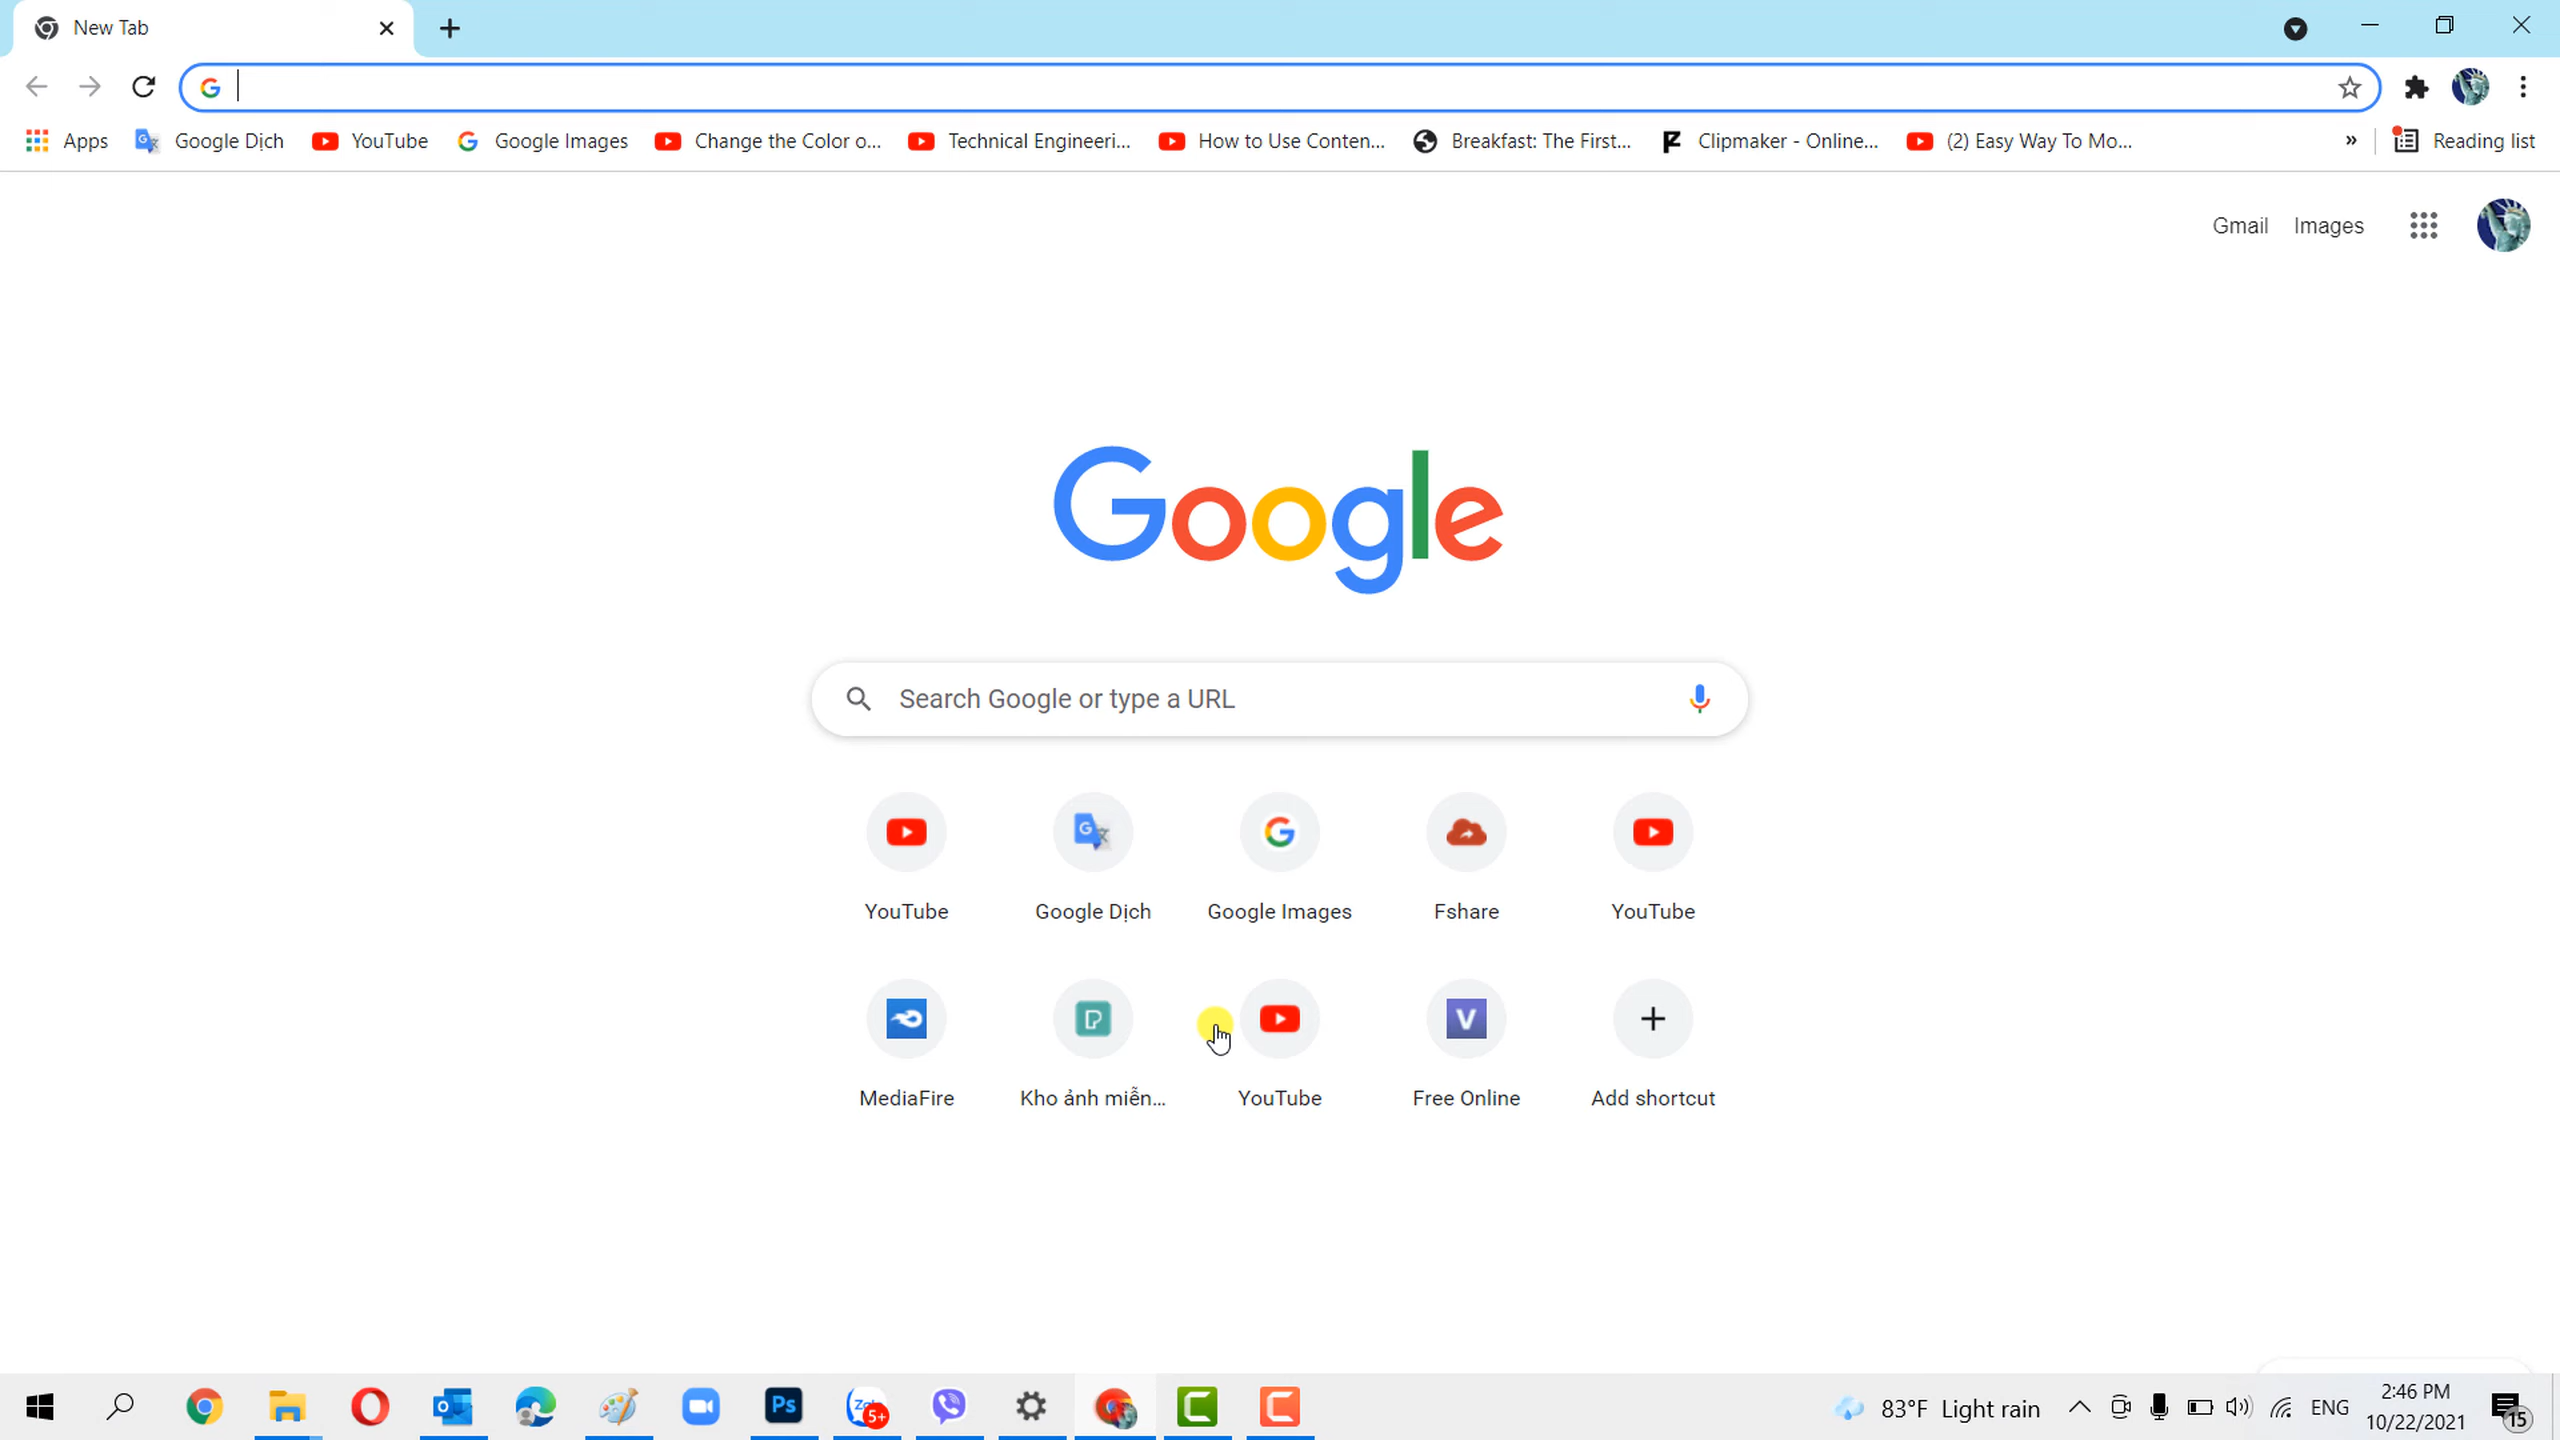 New Tab
Apps Google Dịch YouTube Google Images Change the Color o... Technical Engineeri... How to Use Conten... Breakfast: The First... Clipmaker - Online... (2) Easy Way To Mo... » Reading list
Gmail Images
Google
Search Google or type a URL
YouTube Google Dịch Google Images Fshare YouTube
MediaFire Kho ảnh miễn... YouTube Free Online Add shortcut
83°F Light rain ENG 2:46 PM
10/22/2021
15
Ps
5+